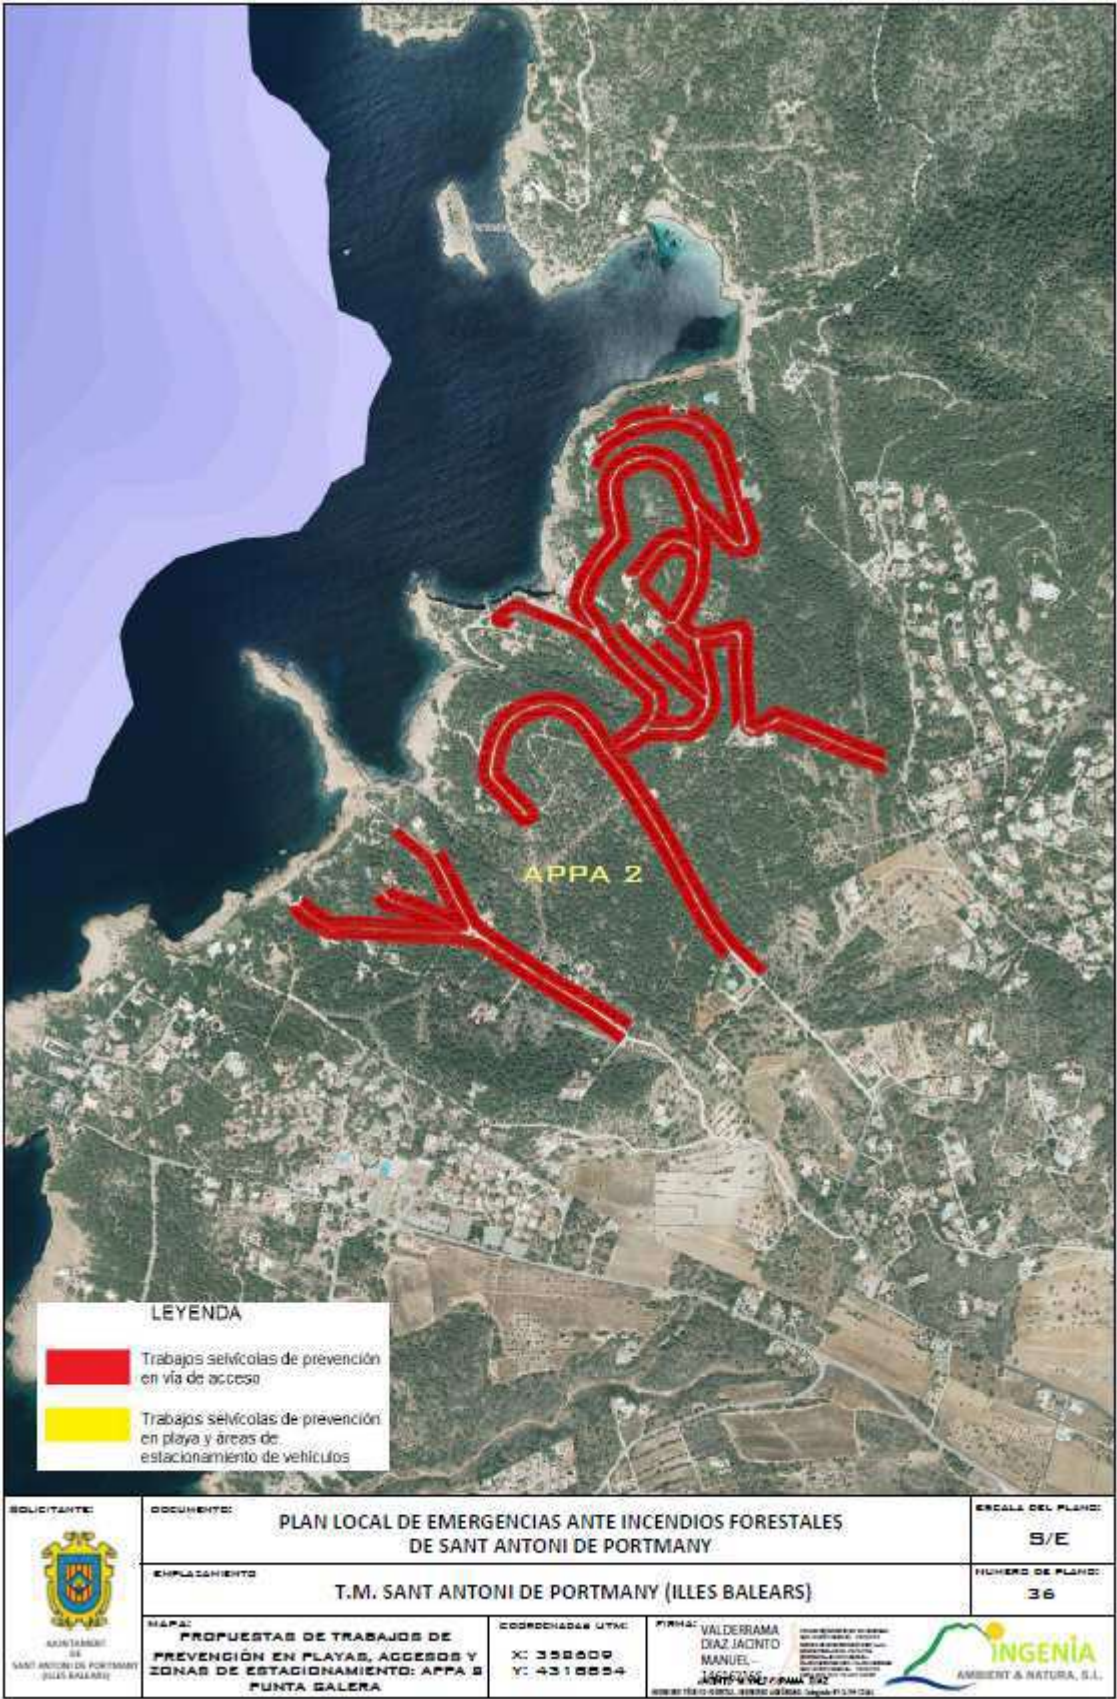 APPA 2
LEYENDA
Trabajos selvícolas de prevención
en vía de acceso
Trabajos selvícolas de prevención
en playa y áreas de
estacionamiento de vehículos
SOLICITANTE:
AJUNTAMENT
DE
SANT ANTONI DE PORTMANY
(ILLES BALEARS)
DOCUMENTO:
PLAN LOCAL DE EMERGENCIAS ANTE INCENDIOS FORESTALES
DE SANT ANTONI DE PORTMANY
ESCALA DEL PLANO:
S/E
EMPLAZAMIENTO
T.M. SANT ANTONI DE PORTMANY (ILLES BALEARS)
NUMERO DE PLANO:
36
MAPA:
PROPUESTAS DE TRABAJOS DE
PREVENCIÓN EN PLAYAS, ACCESOS Y
ZONAS DE ESTACIONAMIENTO: APPA 2
PUNTA GALERA
COORDENADAS UTM:
X: 358609
Y: 4318854
FIRMA:
VALDERRAMA
DIAZ JACINTO
MANUEL -
INGENIA
AMBIENT & NATURA, S.L.